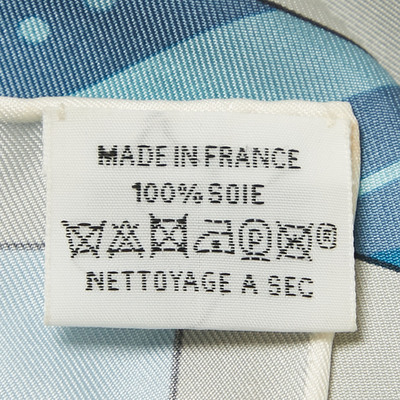 MADE IN FRANCE
100% SOIE
NETTOYAGE A SEC